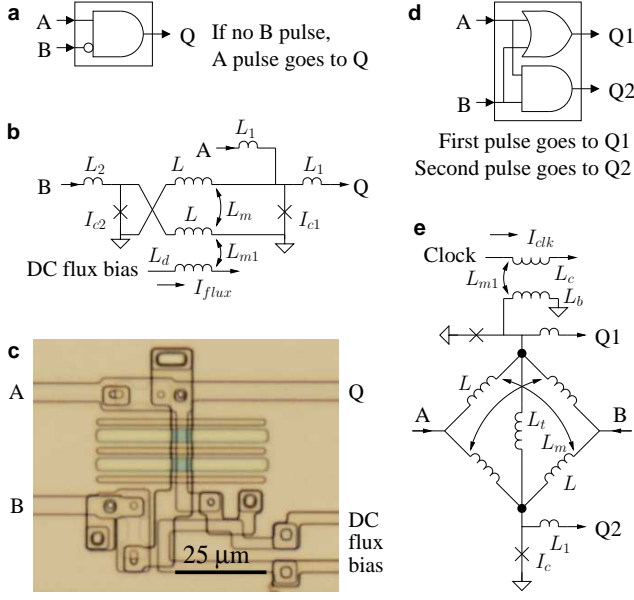 a
A
B
Q
If no B pulse,
A pulse goes to Q
b
L1
A
B
L2
L
L1
Q
Ic2
L
Lm
Ic1
DC flux bias
Ld
Lm1
Iflux
c
A
Q
B
DC
flux
bias
25 μm
d
A
Q1
B
Q2
First pulse goes to Q1
Second pulse goes to Q2
e
Iclk
Clock
Lc
Lm1
Lb
Q1
L
A
B
Lt
Lm
L
Q2
L1
Ic